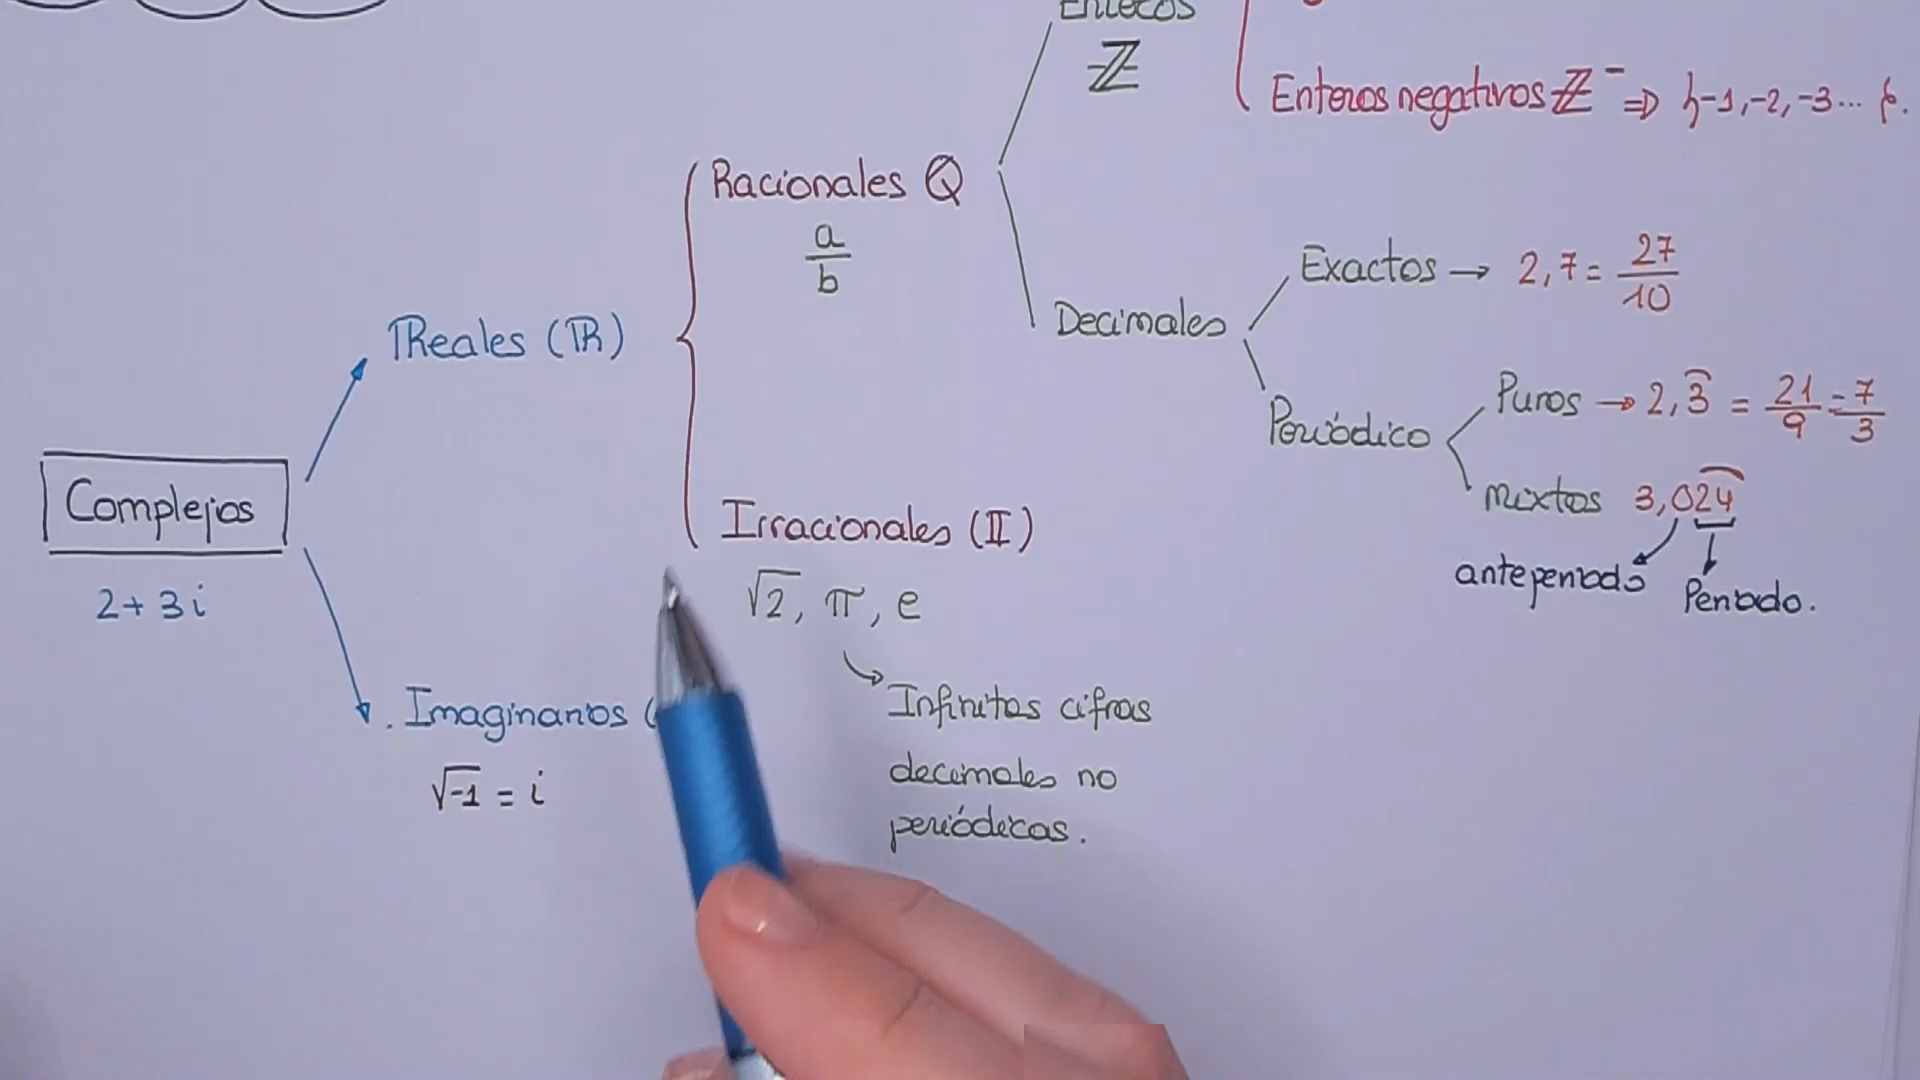 Enteros
ℤ
Enteros negativos ℤ⁻ ⇒ {-1, -2, -3... }.
Racionales Q
a
b
Exactos → 2,7 = 27/10
Decimales
Reales (ℝ)
Periódico
Puros → 2,3̂ = 21/9 = 7/3
Mixtos 3,024
anteperiodo
Periodo.
Complejos
2 + 3i
Irracionales (𝕀)
√2, π, e
Infinitas cifras
decimales no
periódicas.
Imaginarios (
√-1 = i